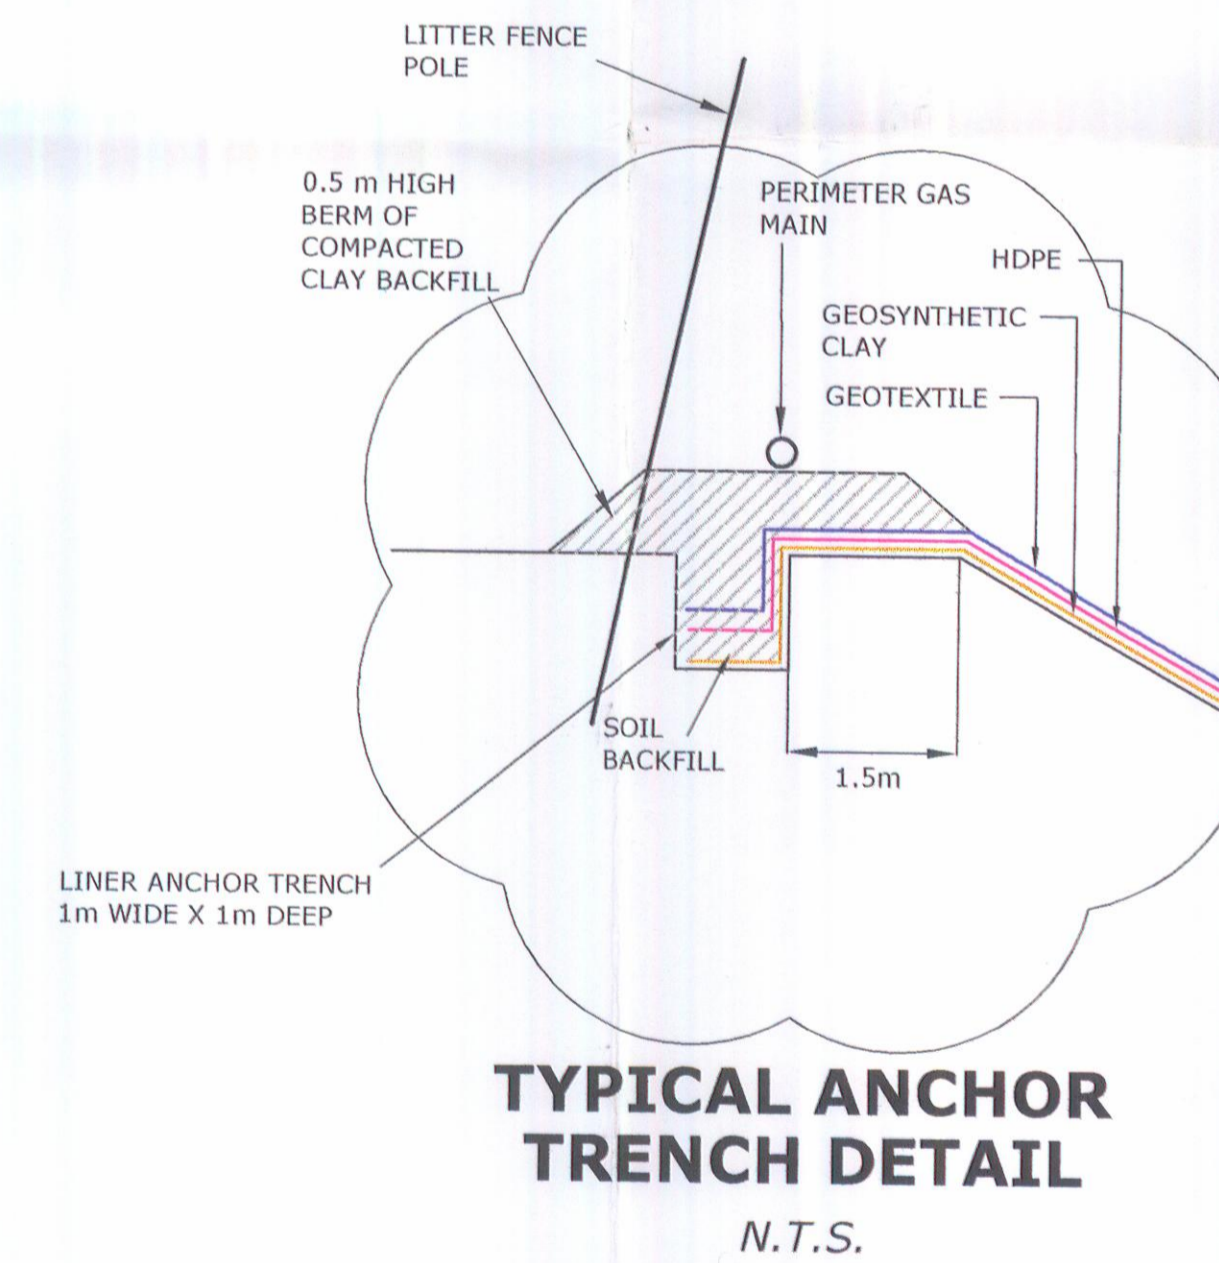 LITTER FENCE
POLE
0.5 m HIGH
BERM OF
COMPACTED
CLAY BACKFILL
PERIMETER GAS
MAIN
HDPE
GEOSYNTHETIC
CLAY
GEOTEXTILE
SOIL
BACKFILL
1.5m
LINER ANCHOR TRENCH
1m WIDE X 1m DEEP
TYPICAL ANCHOR
TRENCH DETAIL
N.T.S.